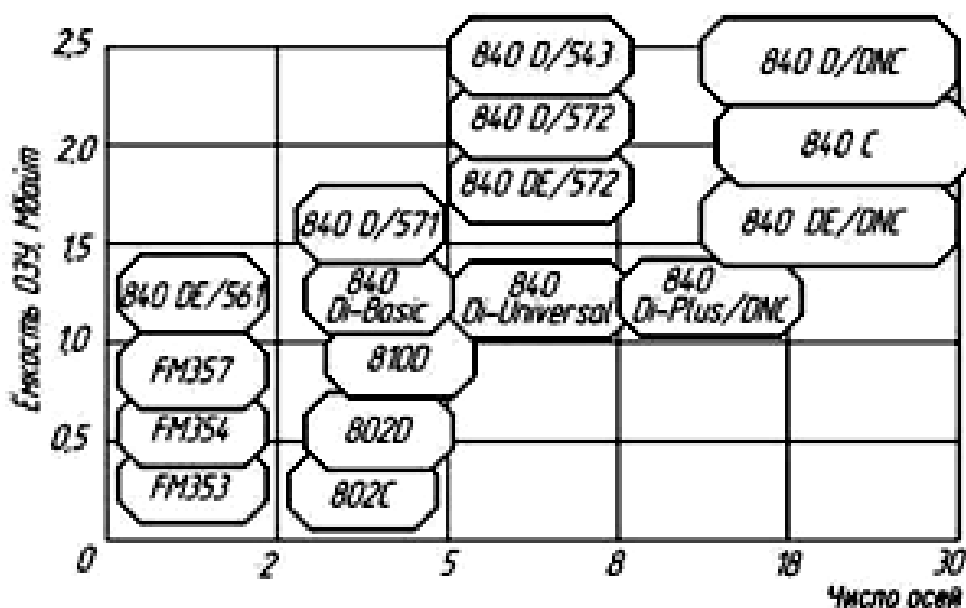 Ёмкость ОЗУ, Мбайт
2,5
2,0
1,5
1,0
0,5
0
840 D/543
840 D/DNC
840 D/572
840 C
840 DE/572
840 D/571
840 DE/DNC
840 DE/561
840
Di-Basic
840
Di-Universal
840
Di-Plus/DNC
FM357
810D
FM354
802D
FM353
802C
2
5
8
18
30
Число осей